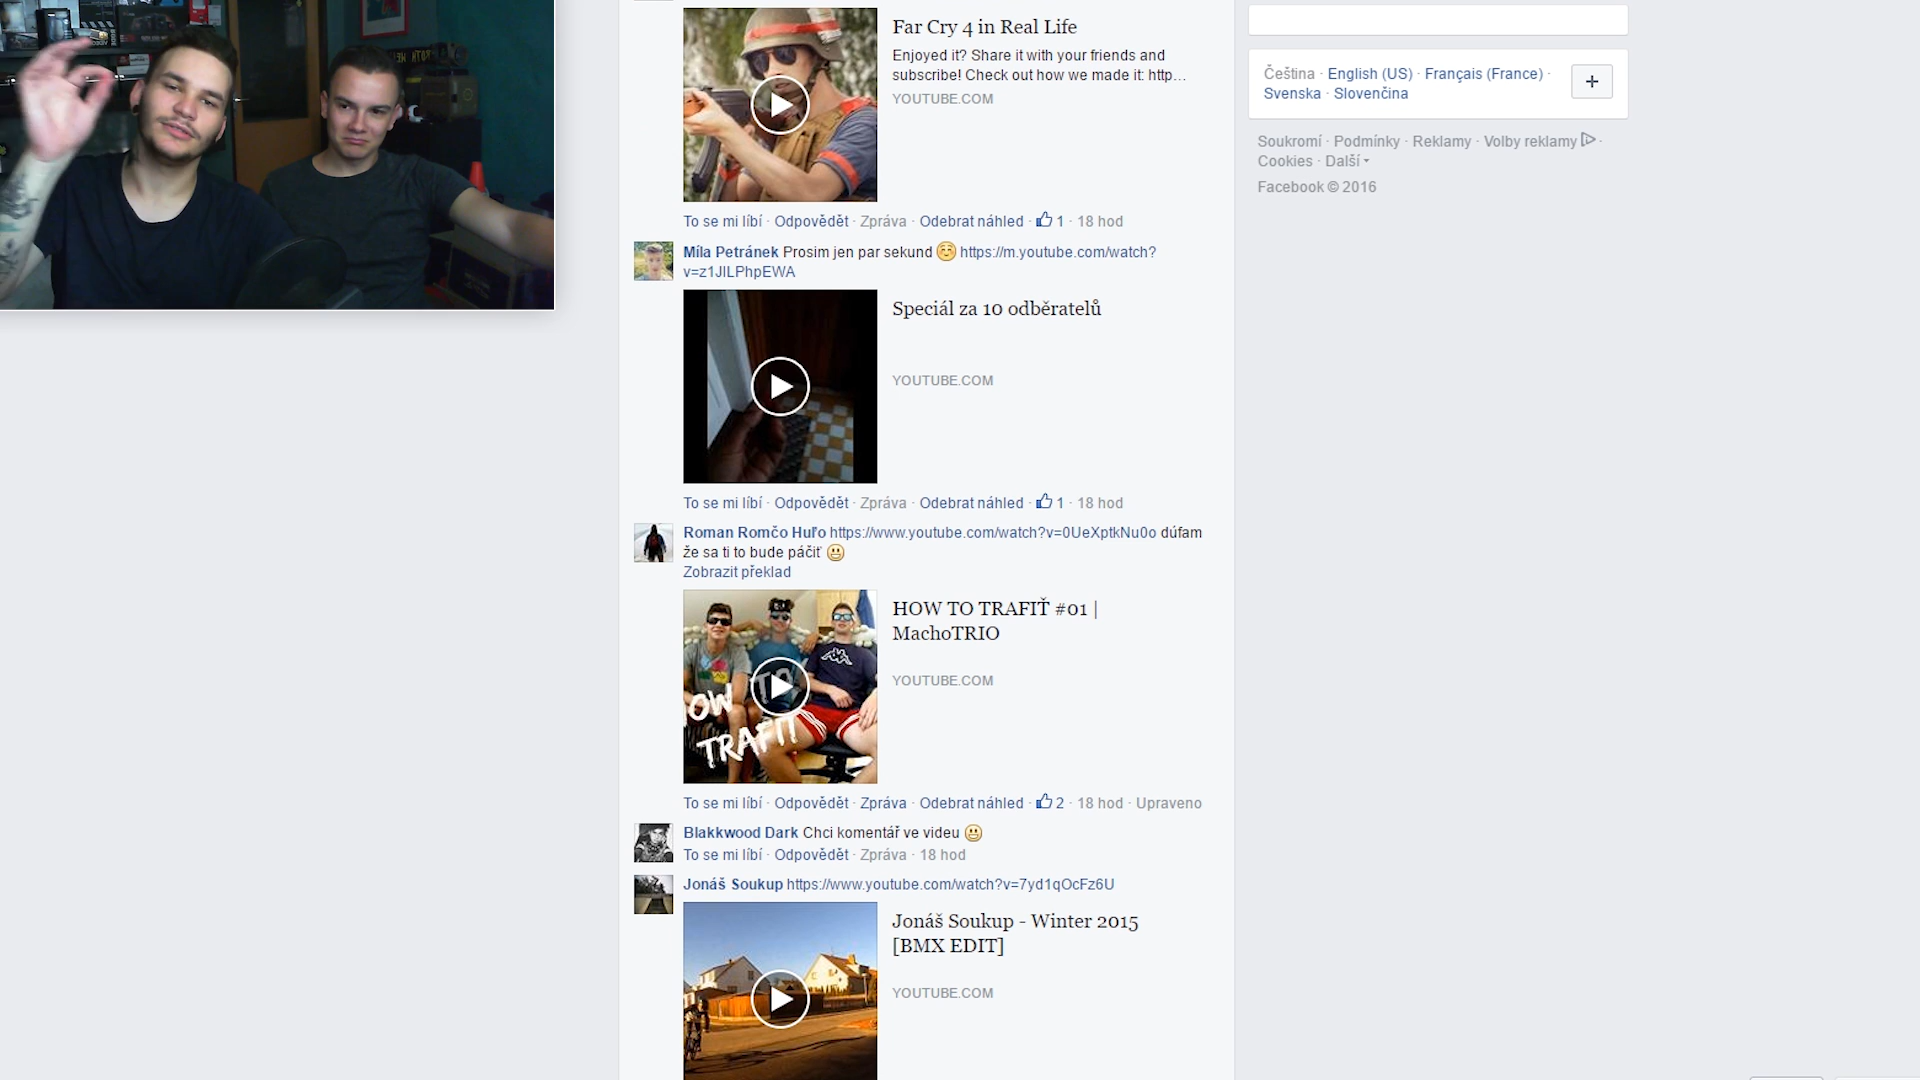 Far Cry 4 in Real Life
Enjoyed it? Share it with your friends and
subscribe! Check out how we made it: http...
YOUTUBE.COM
To se mi líbí · Odpovědět · Zpráva · Odebrat náhled · 1 · 18 hod
Míla Petránek Prosim jen par sekund https://m.youtube.com/watch?
v=z1JlLPhpEWA
Speciál za 10 odběratelů
YOUTUBE.COM
To se mi líbí · Odpovědět · Zpráva · Odebrat náhled · 1 · 18 hod
Roman Romčo Huľo https://www.youtube.com/watch?v=0UeXptkNu0o dúfam
že sa ti to bude páčiť
Zobrazit překlad
HOW TO TRAFIŤ #01 |
MachoTRIO
OW TO
TRAFIT
YOUTUBE.COM
To se mi líbí · Odpovědět · Zpráva · Odebrat náhled · 2 · 18 hod · Upraveno
Blakkwood Dark Chci komentář ve videu
To se mi líbí · Odpovědět · Zpráva · 18 hod
Jonáš Soukup https://www.youtube.com/watch?v=7yd1qOcFz6U
Jonáš Soukup - Winter 2015
[BMX EDIT]
YOUTUBE.COM
Čeština · English (US) · Français (France) ·
Svenska · Slovenčina
+
Soukromí · Podmínky · Reklamy · Volby reklamy ·
Cookies · Další
Facebook © 2016